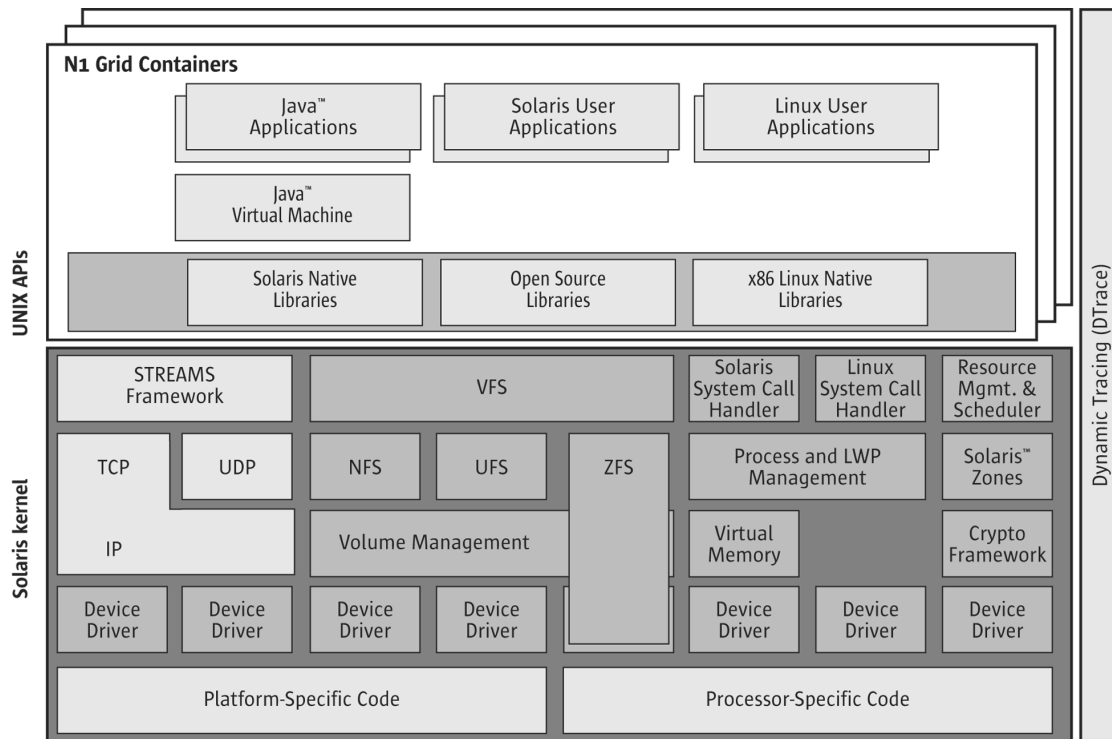 N1 Grid Containers
Java™
Applications
Solaris User
Applications
Linux User
Applications
Java™
Virtual Machine
UNIX APIs
Solaris Native
Libraries
Open Source
Libraries
x86 Linux Native
Libraries
Dynamic Tracing (DTrace)
Solaris kernel
STREAMS
Framework
VFS
Solaris
System Call
Handler
Linux
System Call
Handler
Resource
Mgmt. &
Scheduler
TCP
UDP
NFS
UFS
ZFS
Process and LWP
Management
Solaris™
Zones
IP
Volume Management
Virtual
Memory
Crypto
Framework
Device
Driver
Device
Driver
Device
Driver
Device
Driver
Device
Driver
Device
Driver
Device
Driver
Platform-Specific Code
Processor-Specific Code